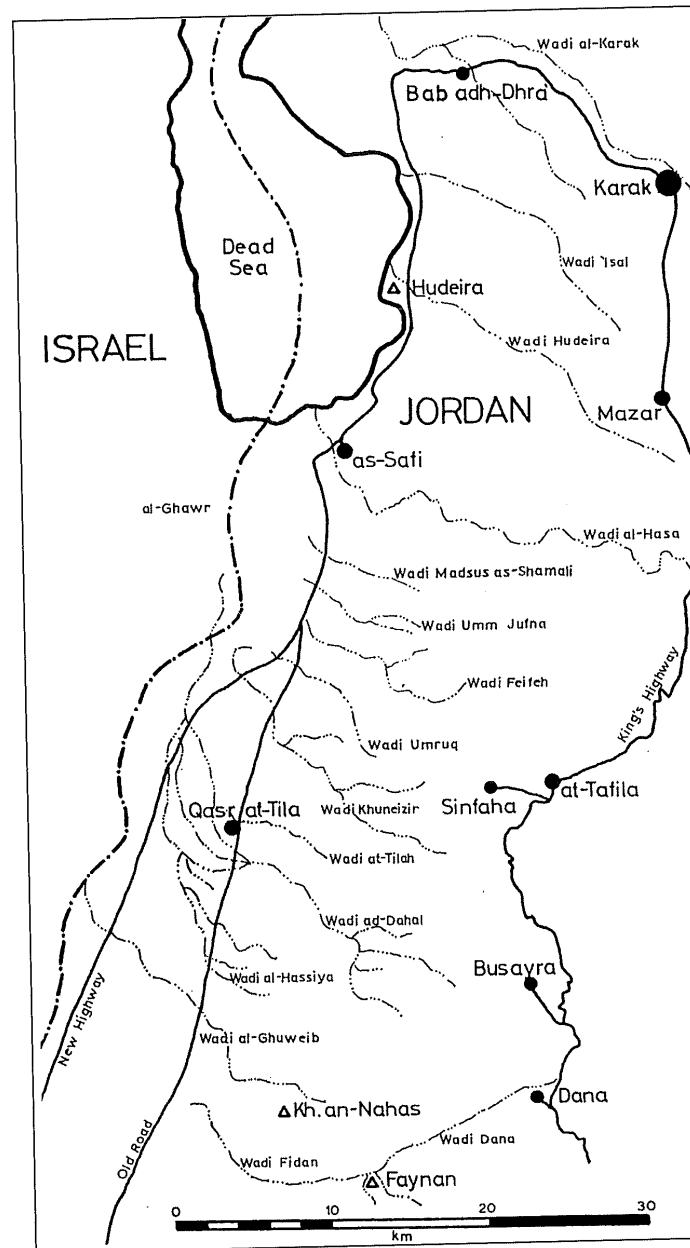 Wadi al-Karak
Bab adh-Dhra'
Karak
Dead
Sea
Wadi 'Isal
Hudeira
Wadi Hudeira
ISRAEL
JORDAN
Mazar
as-Safi
al-Ghawr
Wadi al-Hasa
Wadi Madsus as-Shamali
Wadi Umm Jufna
Wadi Feifeh
King's Highway
Wadi Umruq
Sinfaha
at-Tafila
Qasr at-Tila
Wadi Khuneizir
Wadi at-Tilah
Wadi ad-Dahal
Busayra
Wadi al-Hassiya
New Highway
Wadi al-Ghuweib
Dana
Kh. an-Nahas
Old Road
Wadi Dana
Wadi Fidan
Faynan
0 10 20 30
km